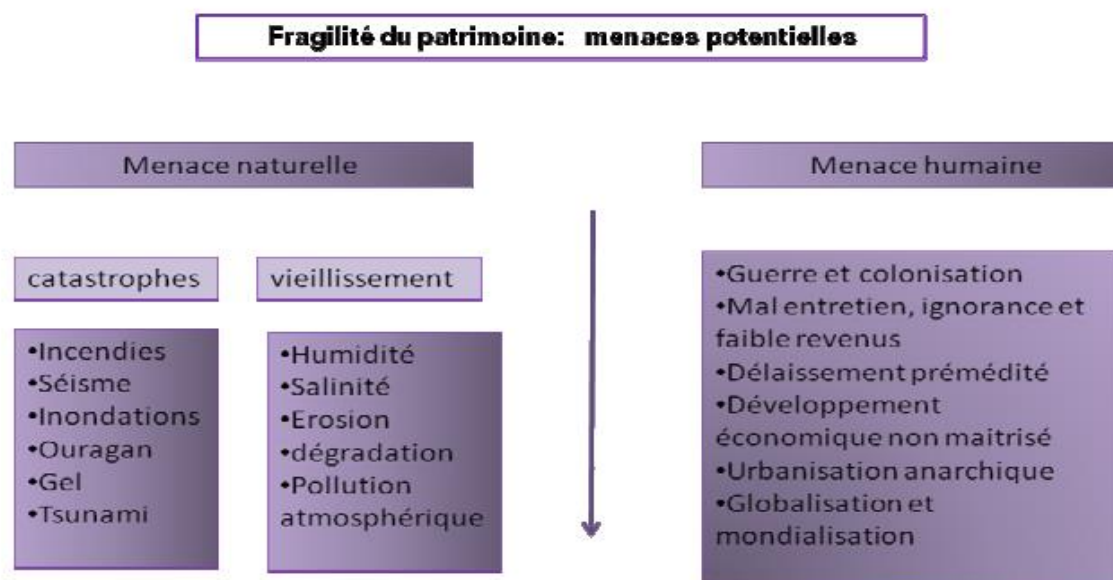 Fragilité du patrimoine: menaces potentielles
Menace naturelle
Menace humaine
catastrophes
vieillissement
•Incendies
•Séisme
•Inondations
•Ouragan
•Gel
•Tsunami
•Humidité
•Salinité
•Erosion
•dégradation
•Pollution
atmosphérique
•Guerre et colonisation
•Mal entretien, ignorance et
faible revenus
•Délaissement prémédité
•Développement
économique non maitrisé
•Urbanisation anarchique
•Globalisation et
mondialisation